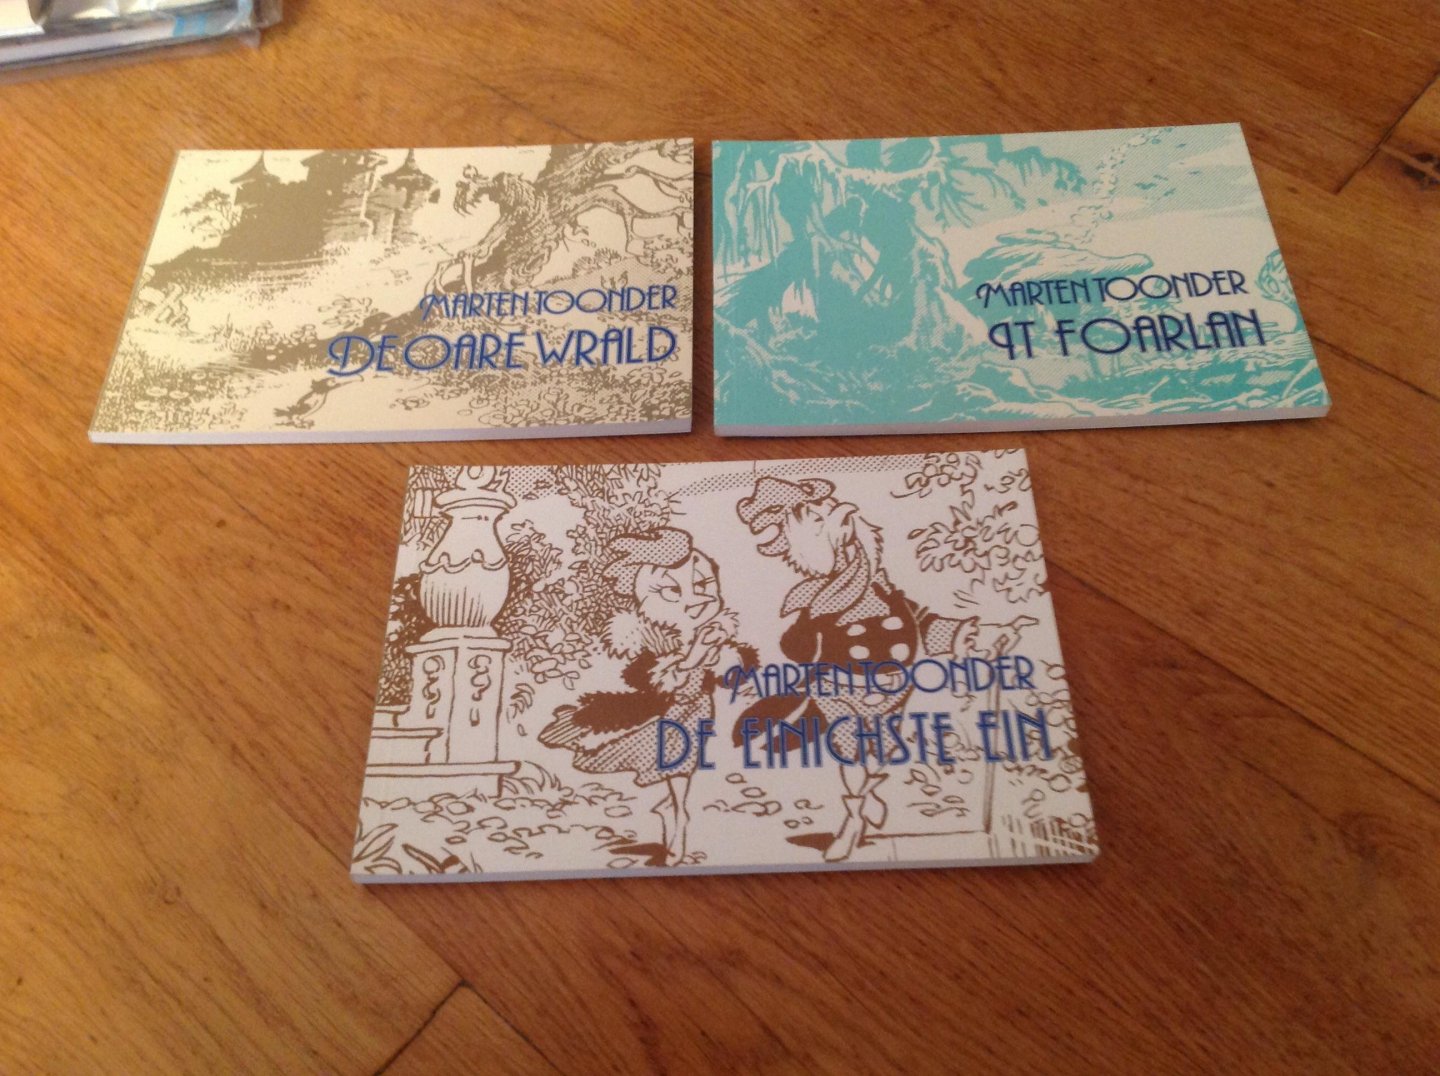 MARTEN TOONDER
DE OARE WRALD
MARTEN TOONDER
IT FOARLAN
MARTEN TOONDER
DE EINICHSTE EIN